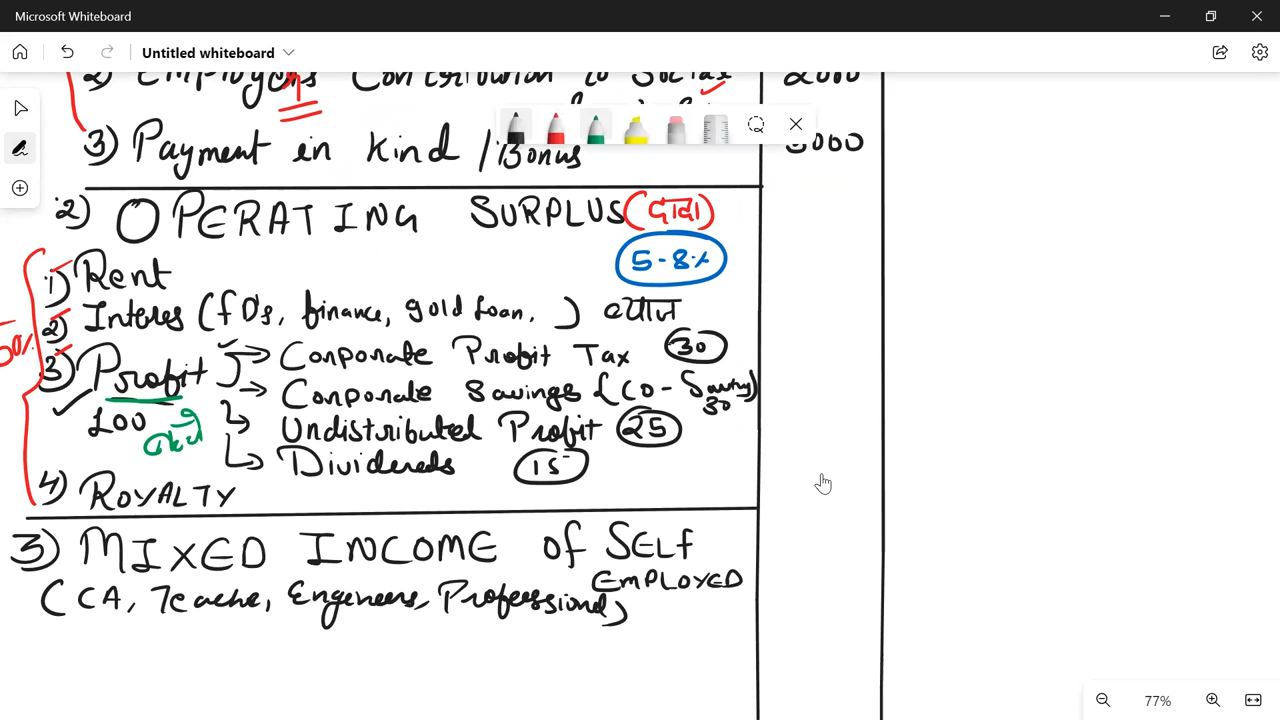 Microsoft Whiteboard
Untitled whiteboard
2) Employers Contribution to Social 2000
3) Payment in kind / Bonus 3000
2) OPERATING SURPLUS (दावा)
5-8%
1) Rent
2) Interes (FD's, finance, gold loan, ) ब्याज
3) Profit → Corporate Profit Tax 30
→ Corporate Savings {CO-Saving} 30
100 Undistributed Profit 25
Dividends 15
4) ROYALTY
3) MIXED INCOME of SELF EMPLOYED
(CA, Teacher, Engineers, Professional)
77%